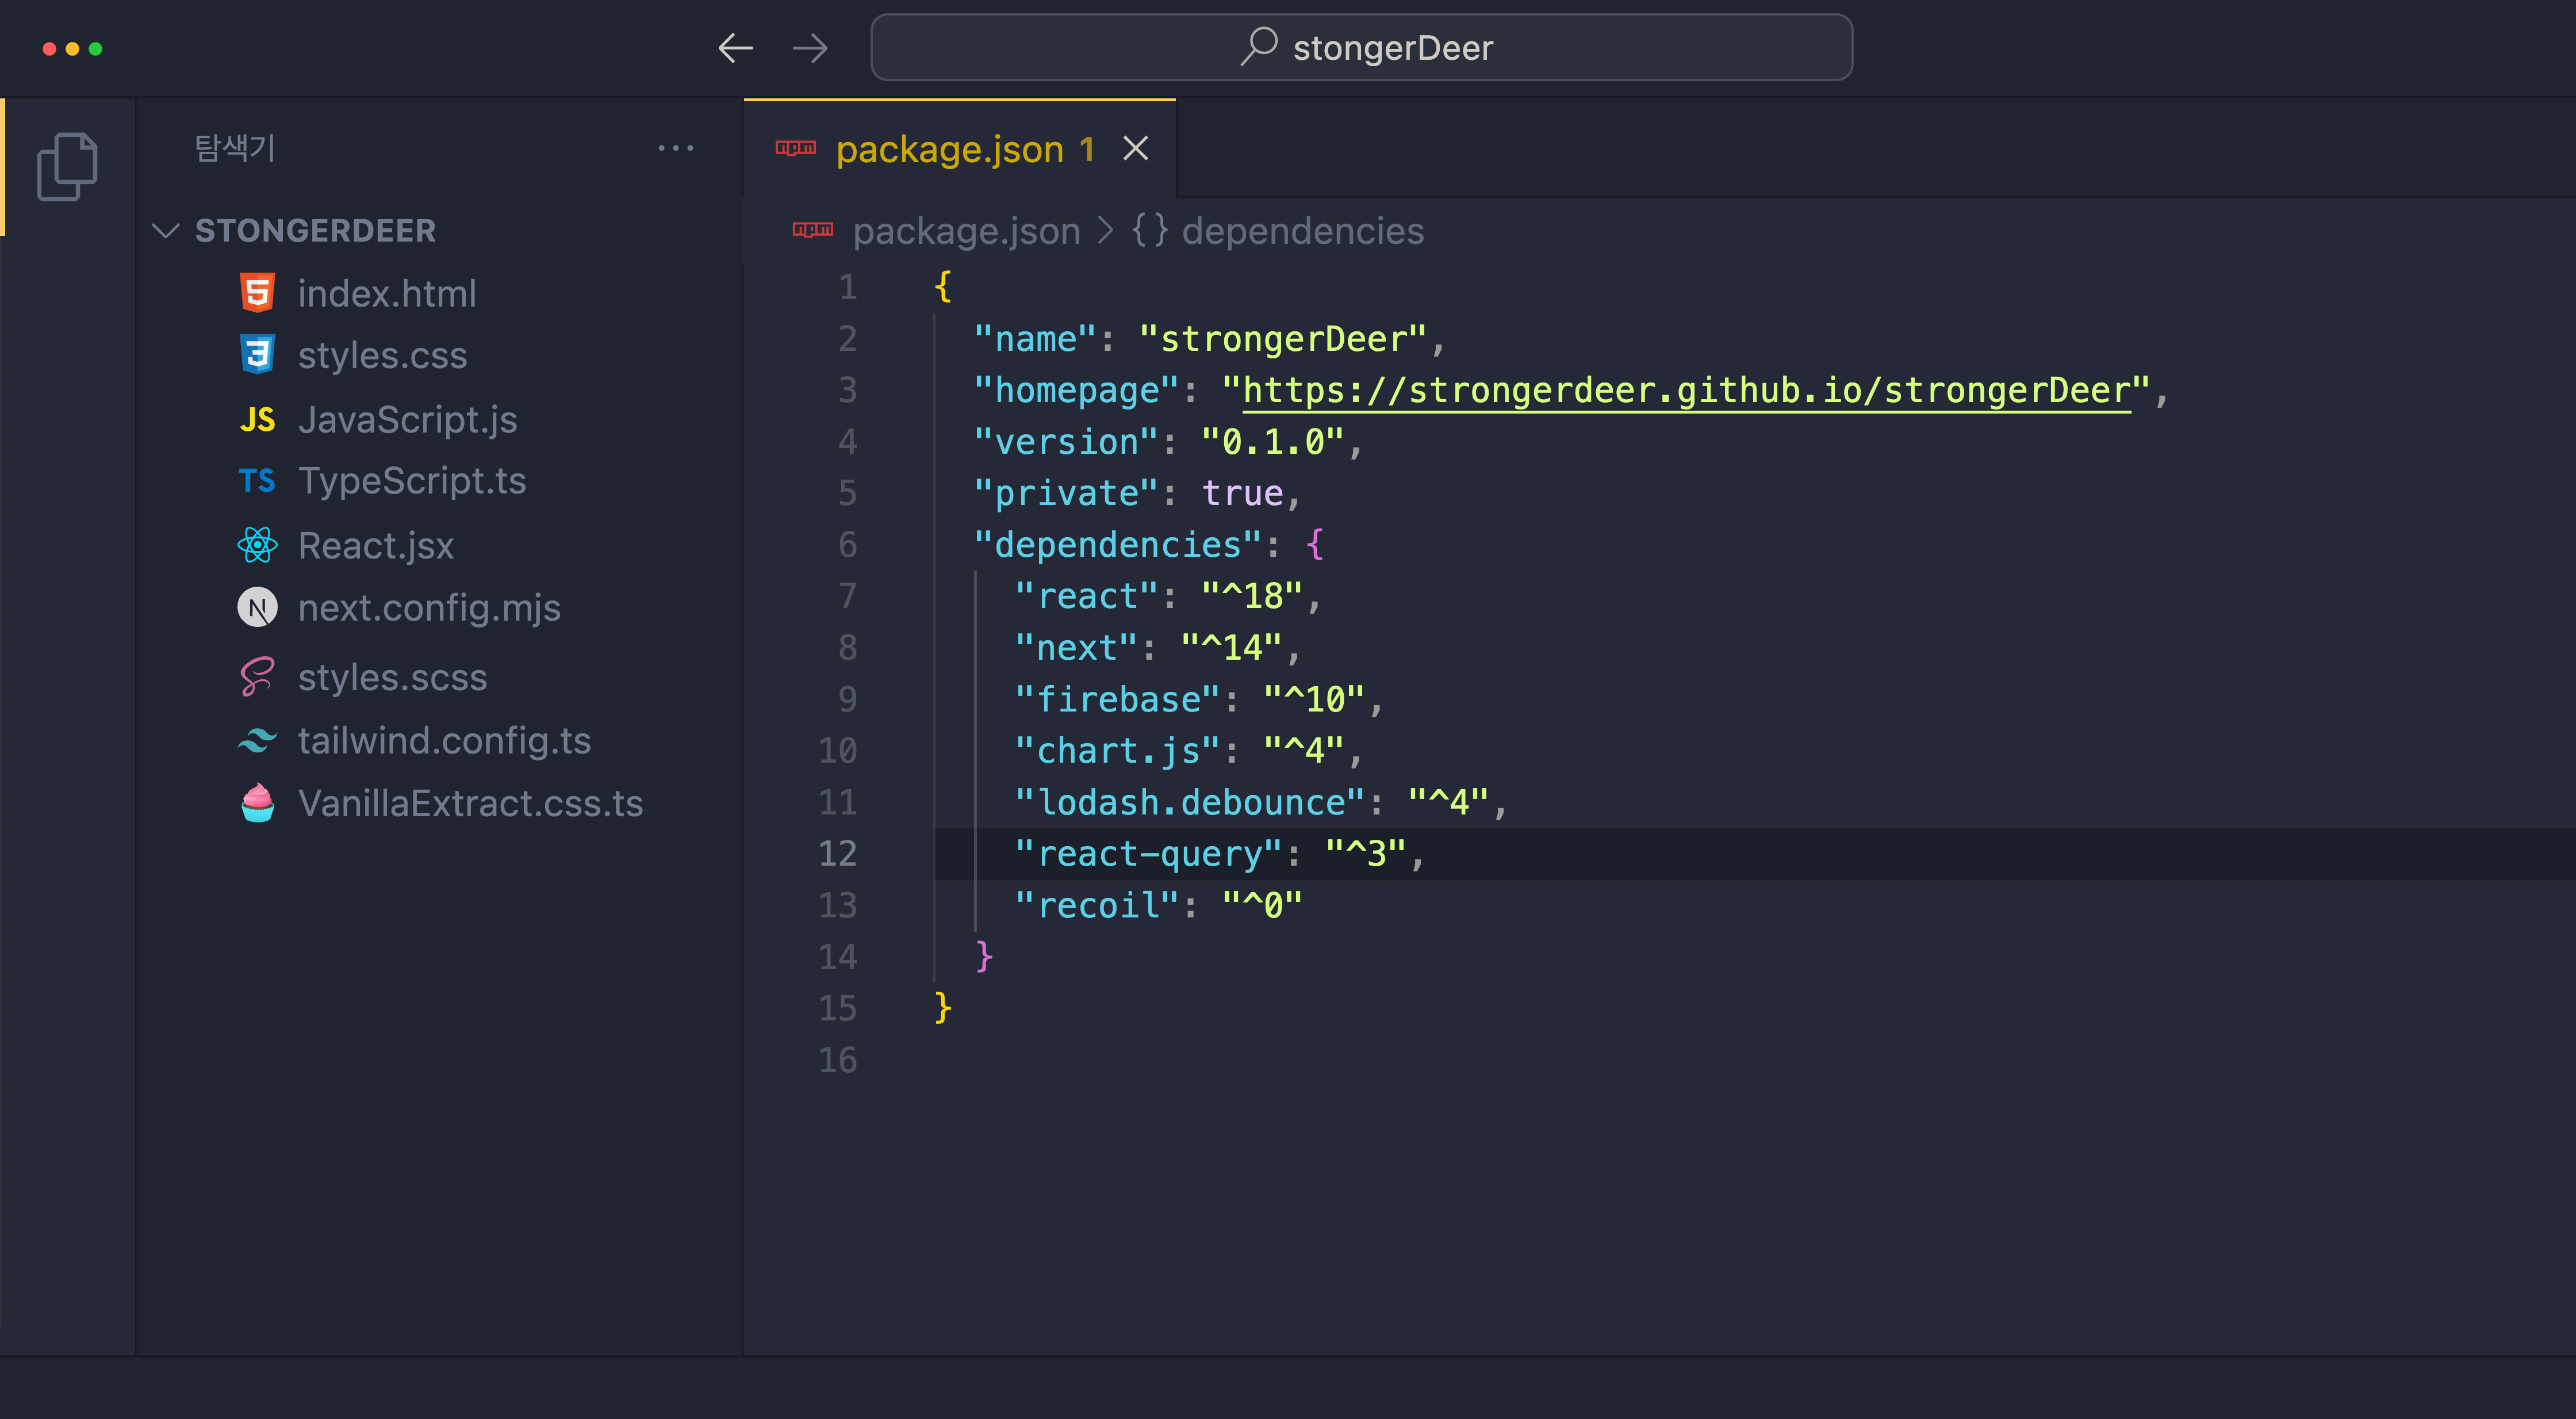 stongerDeer
탐색기
STONGERDEER
index.html
styles.css
JS JavaScript.js
TS TypeScript.ts
React.jsx
N next.config.mjs
styles.scss
tailwind.config.ts
VanillaExtract.css.ts
npm package.json 1
npm package.json > {} dependencies
1 {
2 "name": "strongerDeer",
3 "homepage": "https://strongerdeer.github.io/strongerDeer",
4 "version": "0.1.0",
5 "private": true,
6 "dependencies": {
7 "react": "^18",
8 "next": "^14",
9 "firebase": "^10",
10 "chart.js": "^4",
11 "lodash.debounce": "^4",
12 "react-query": "^3",
13 "recoil": "^0"
14 }
15 }
16